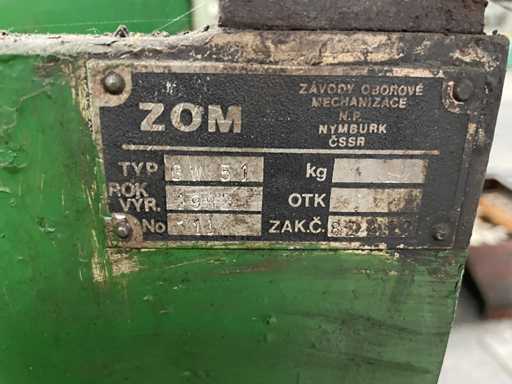 ZOM
ZÁVODY OBOROVÉ
MECHANIZACE
N.P.
NYMBURK
ČSSR
TYP
kg
ROK
VÝR.
OTK
No
ZAK.Č.